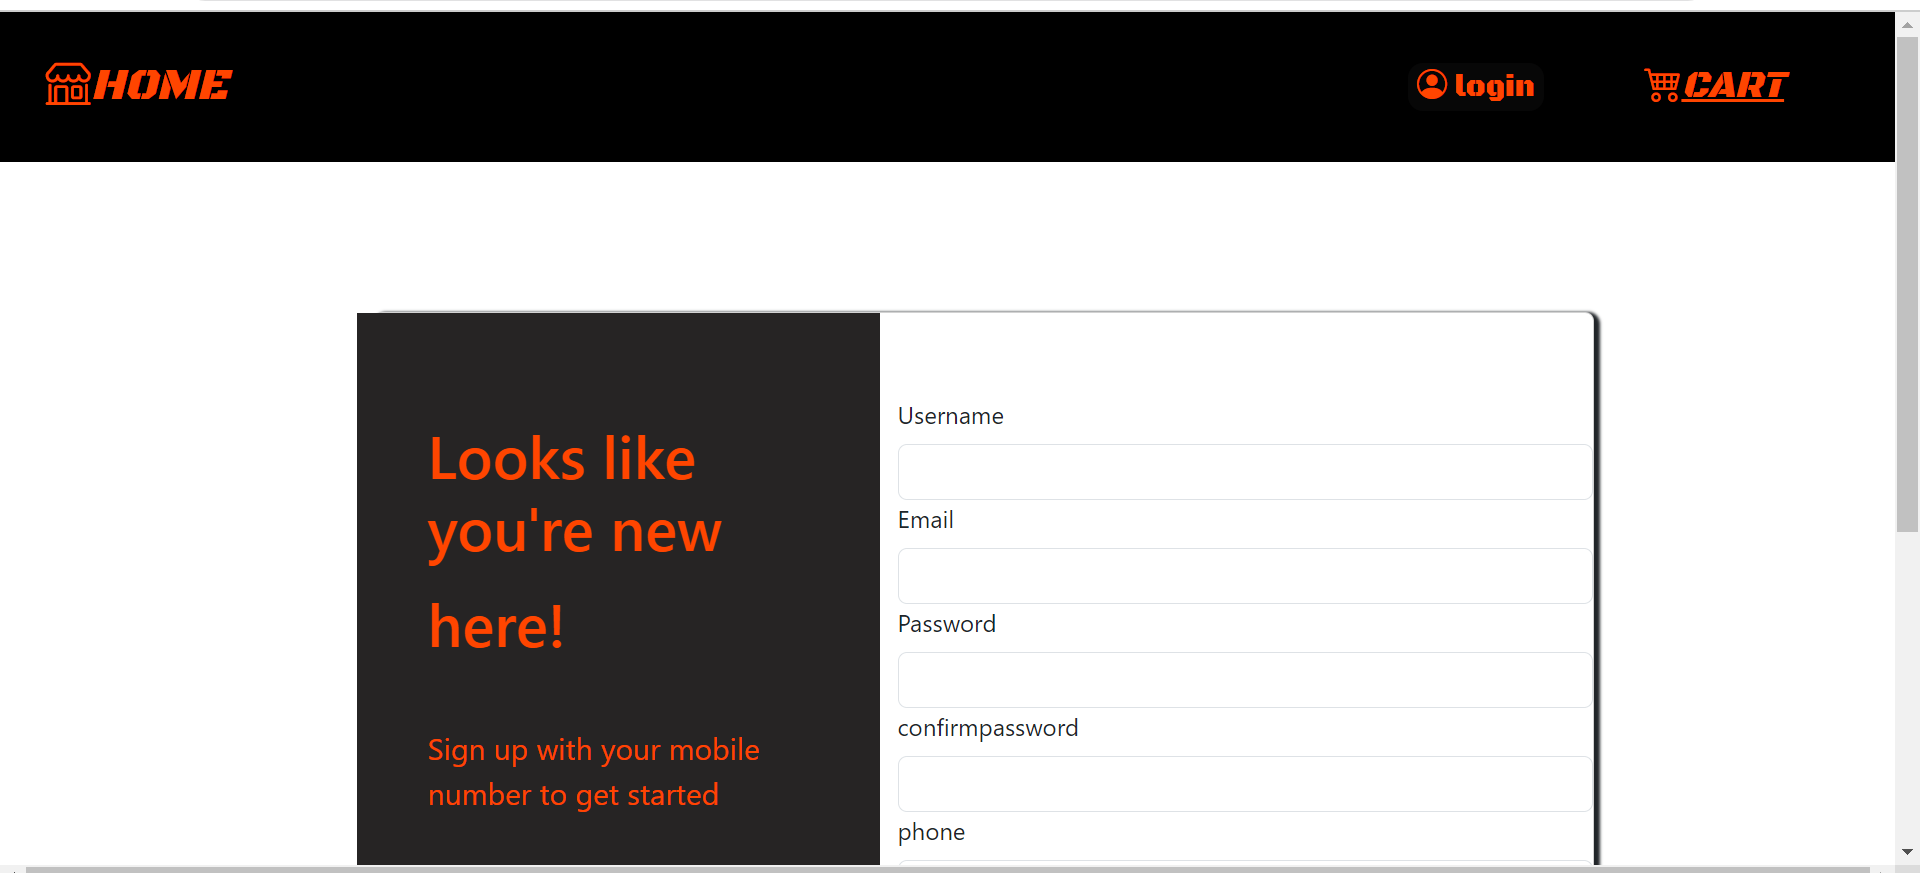 HOME
login
CART
Looks like
you're new
here!
Sign up with your mobile
number to get started
Username
Email
Password
confirmpassword
phone